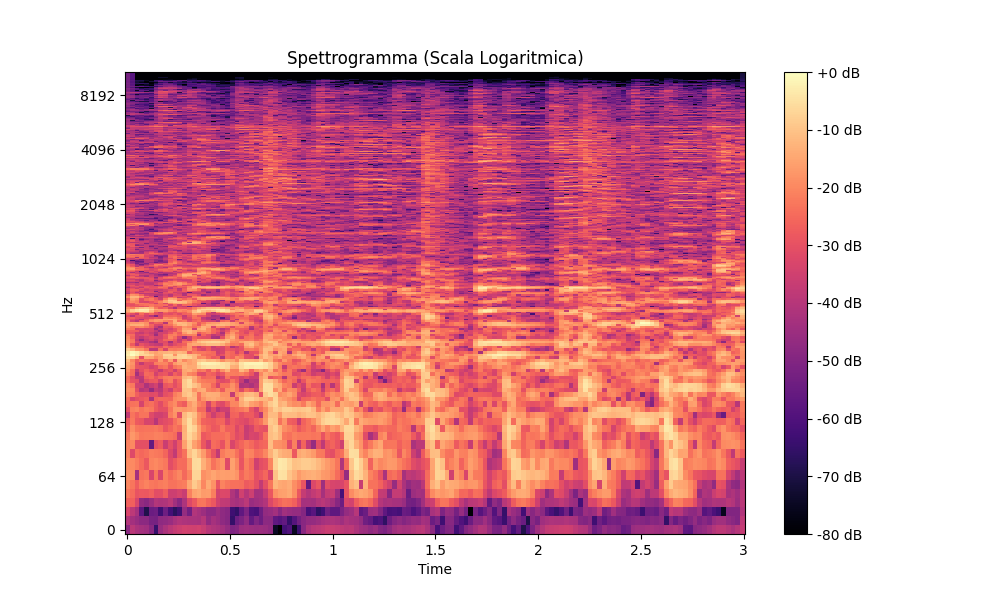 Spettrogramma (Scala Logaritmica)
Hz
8192
4096
2048
1024
512
256
128
64
0
0 0.5 1 1.5 2 2.5 3
Time
+0 dB
-10 dB
-20 dB
-30 dB
-40 dB
-50 dB
-60 dB
-70 dB
-80 dB